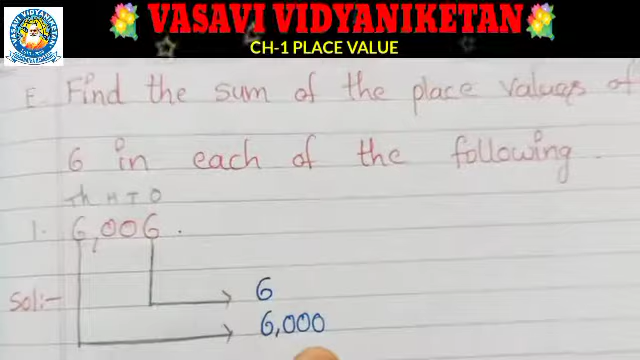 VASAVI VIDYANIKETAN
CH-1 PLACE VALUE
E. Find the sum of the place values of
6 in each of the following.
Th H T O
1. 6,006.
Sol:- 6
6,000